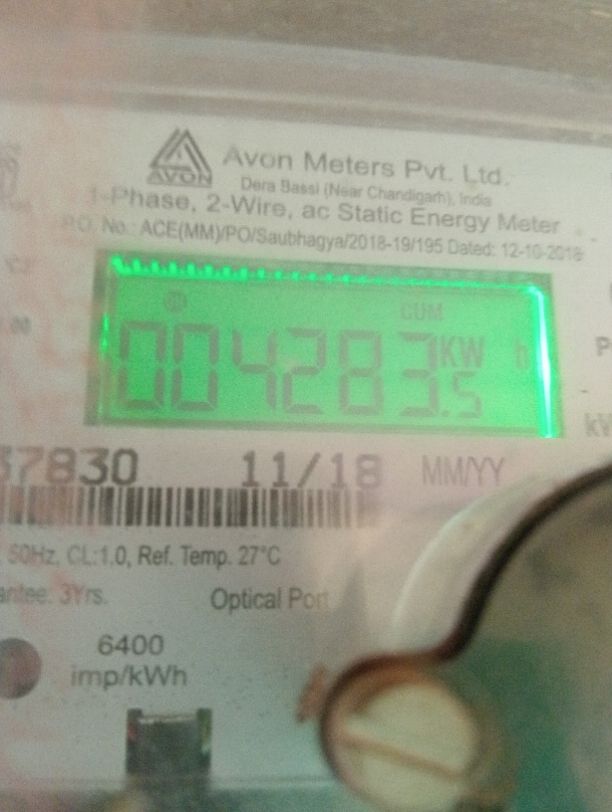 AVON
Avon Meters Pvt. Ltd.
Dera Bassi (Near Chandigarh), India
1-Phase, 2-Wire, ac Static Energy Meter
P.O. No.: ACE(MM)/PO/Saubhagya/2018-19/195 Dated: 12-10-2018
CUM
004283.5 KW h
37830 11/18 MM/YY
50Hz, CL:1.0, Ref. Temp. 27°C
3Yrs. Optical Port
6400
imp/kWh